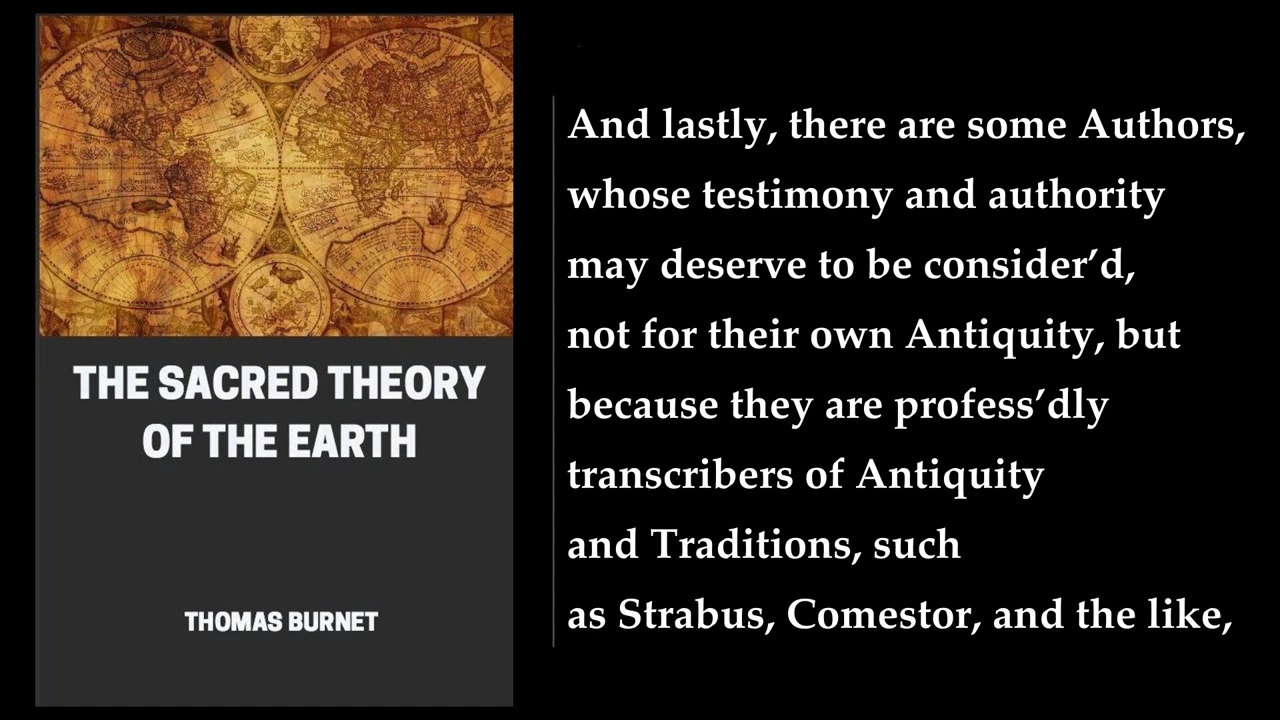 THE SACRED THEORY
OF THE EARTH
THOMAS BURNET
And lastly, there are some Authors,
whose testimony and authority
may deserve to be consider’d,
not for their own Antiquity, but
because they are profess’dly
transcribers of Antiquity
and Traditions, such
as Strabus, Comestor, and the like,